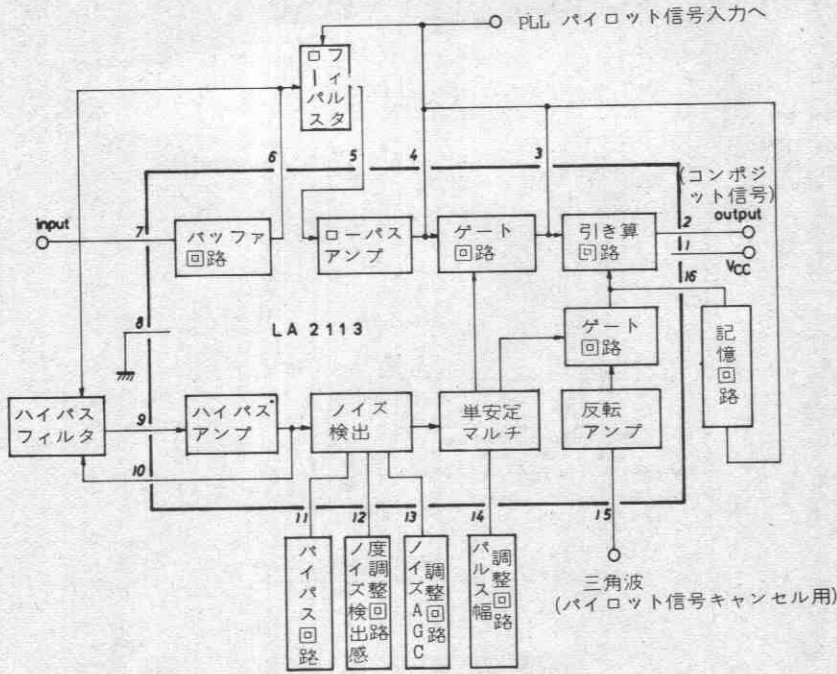 PLL パイロット信号入力へ
ローパス
フィルタ
6
5
4
3
(コンポジ
ット信号)
input
7
バッファ
回路
ローパス
アンプ
ゲート
回路
引き算
回路
output
2
1
VCC
16
8
LA 2113
ゲート
回路
記憶回路
ハイパス
フィルタ
9
ハイパス
アンプ
ノイズ
検出
単安定
マルチ
反転
アンプ
10
11
12
13
14
15
バイパス回路
ノイズ検出感
度調整回路
ノイズAGC
調整回路
パルス幅
調整回路
三角波
(パイロット信号キャンセル用)